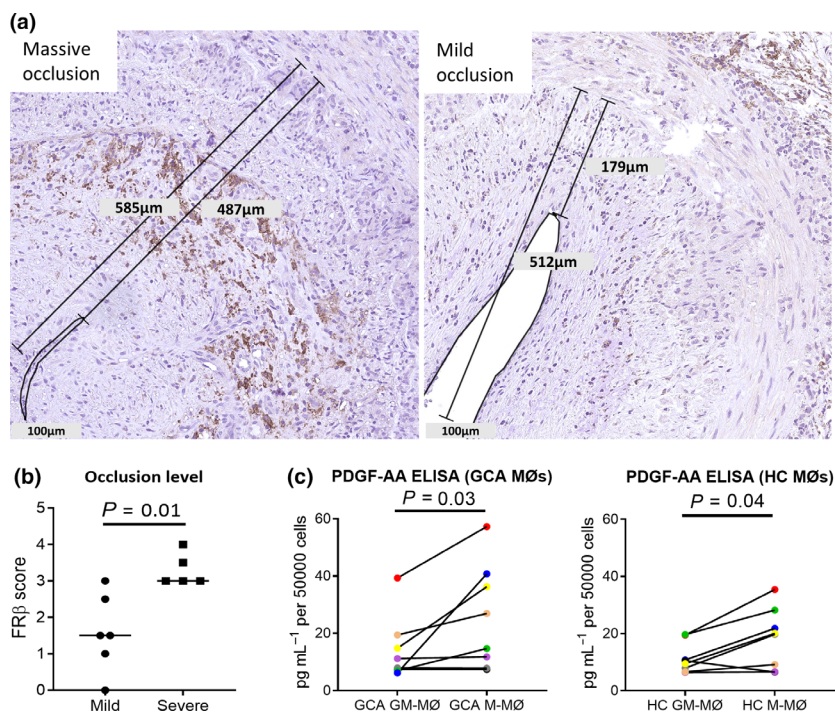 (a)
Massive
occlusion
585µm
487µm
100µm
Mild
occlusion
179µm
512µm
100µm
(b)
Occlusion level
P = 0.01
FRβ score
5
4
3
2
1
0
Mild Severe
(c)
PDGF-AA ELISA (GCA MØs)
P = 0.03
pg mL⁻¹ per 50000 cells
60
40
20
0
GCA GM-MØ GCA M-MØ
PDGF-AA ELISA (HC MØs)
P = 0.04
pg mL⁻¹ per 50000 cells
60
40
20
0
HC GM-MØ HC M-MØ